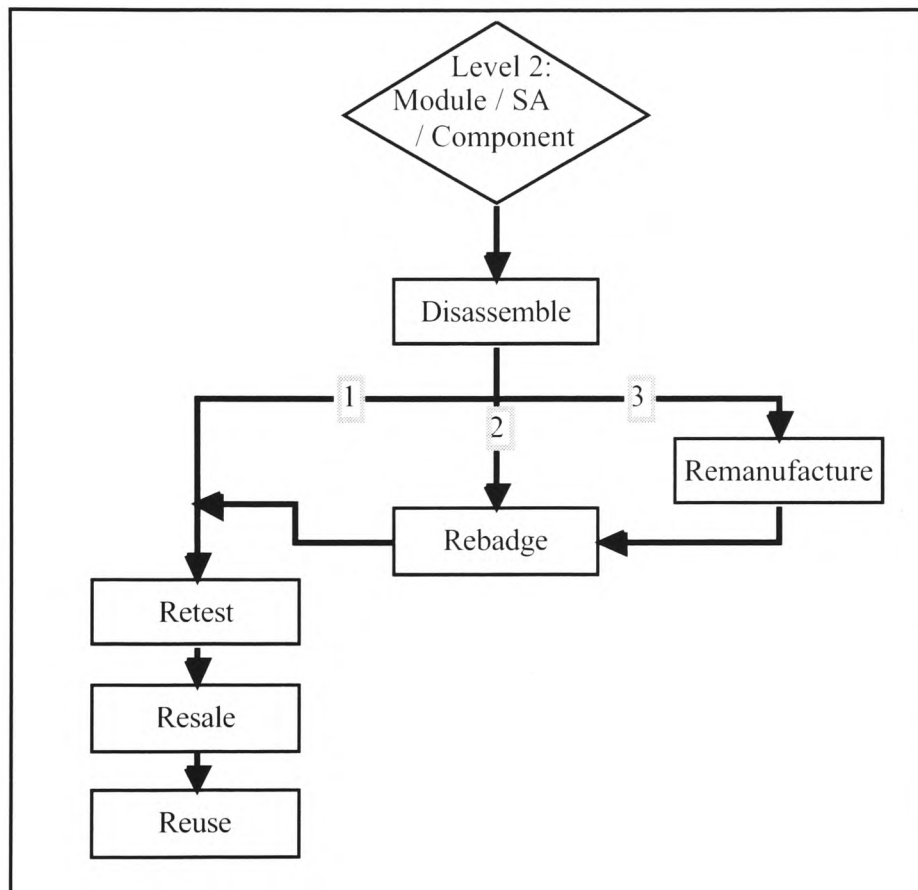 Level 2:
Module / SA
/ Component
Disassemble
1
3
2
Remanufacture
Rebadge
Retest
Resale
Reuse